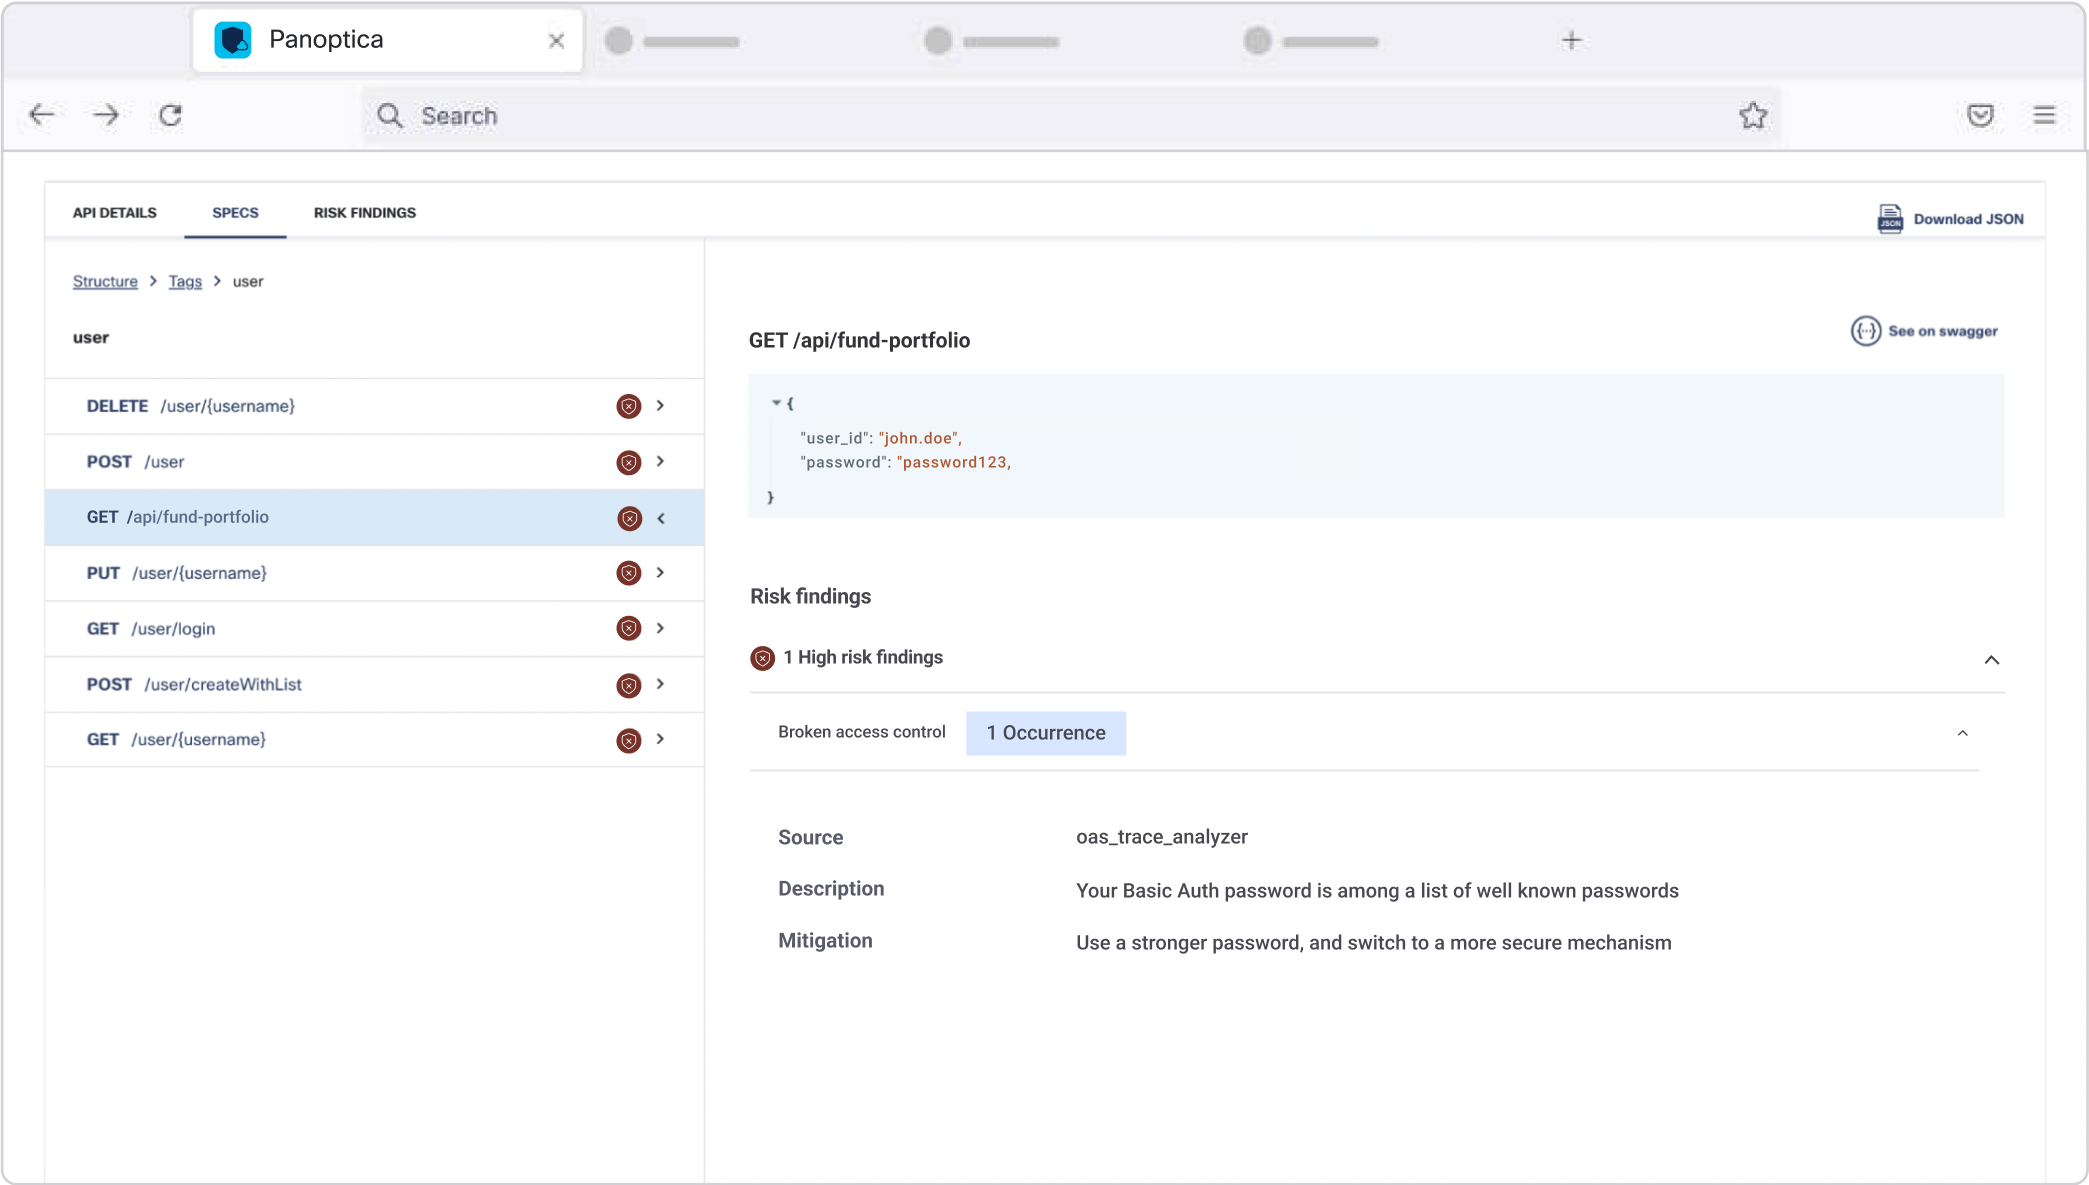 Panoptica
Search
API DETAILS SPECS RISK FINDINGS
JSON Download JSON
Structure > Tags > user
user
DELETE /user/{username}
POST /user
GET /api/fund-portfolio
PUT /user/{username}
GET /user/login
POST /user/createWithList
GET /user/{username}
GET /api/fund-portfolio
{··} See on swagger
{
"user_id": "john.doe",
"password": "password123,
}
Risk findings
1 High risk findings
Broken access control 1 Occurrence
Source oas_trace_analyzer
Description Your Basic Auth password is among a list of well known passwords
Mitigation Use a stronger password, and switch to a more secure mechanism